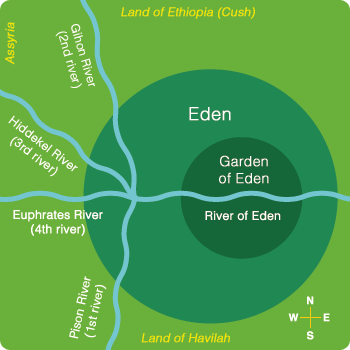 Land of Ethiopia (Cush)
Assyria
Gihon River
(2nd river)
Eden
Hiddekel River
(3rd river)
Garden
of Eden
Euphrates River
(4th river)
River of Eden
Pison River
(1st river)
Land of Havilah
N
W E
S